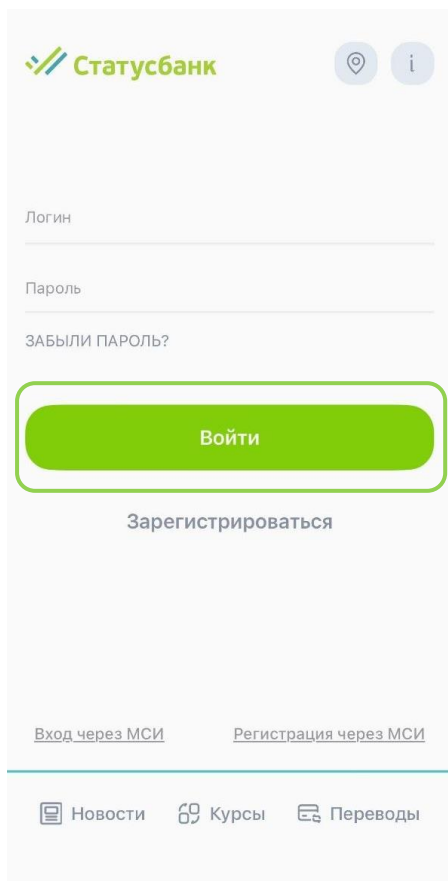 Статусбанк
i
Логин
Пароль
ЗАБЫЛИ ПАРОЛЬ?
Войти
Зарегистрироваться
Вход через МСИ Регистрация через МСИ
Новости Курсы Переводы